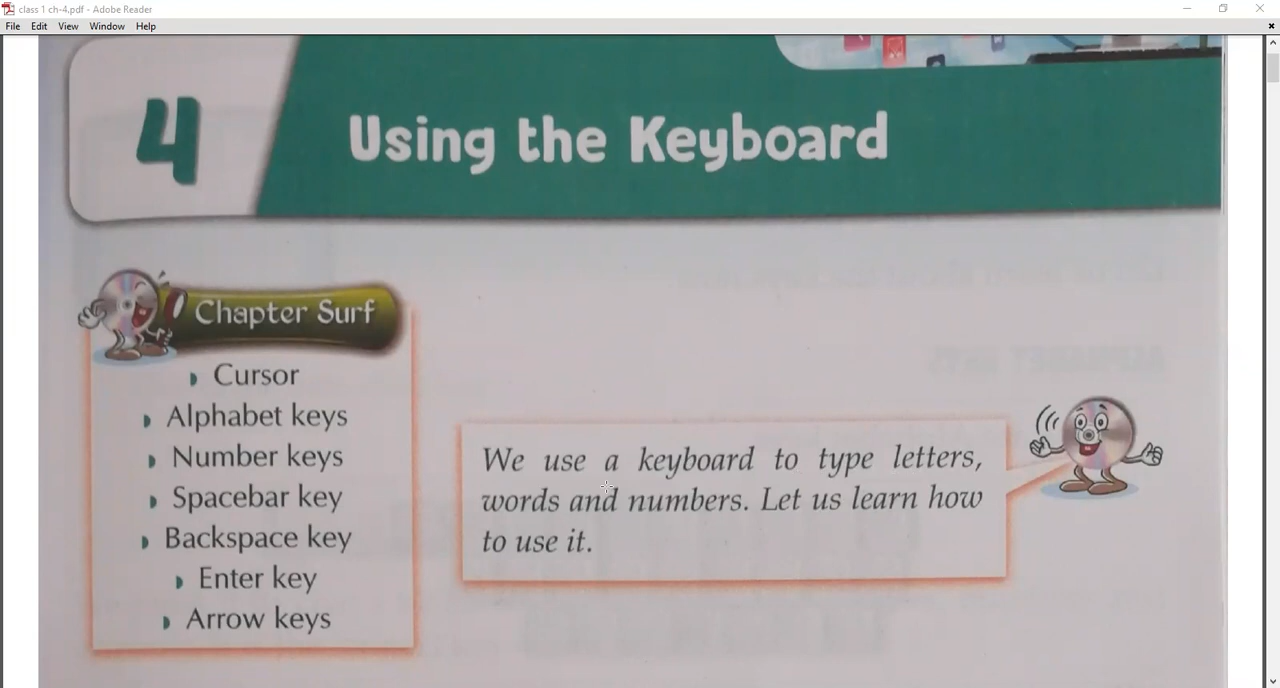 class 1 ch-4.pdf - Adobe Reader
File Edit View Window Help
4
Using the Keyboard
Chapter Surf
Cursor
Alphabet keys
Number keys
Spacebar key
Backspace key
Enter key
Arrow keys
We use a keyboard to type letters,
words and numbers. Let us learn how
to use it.